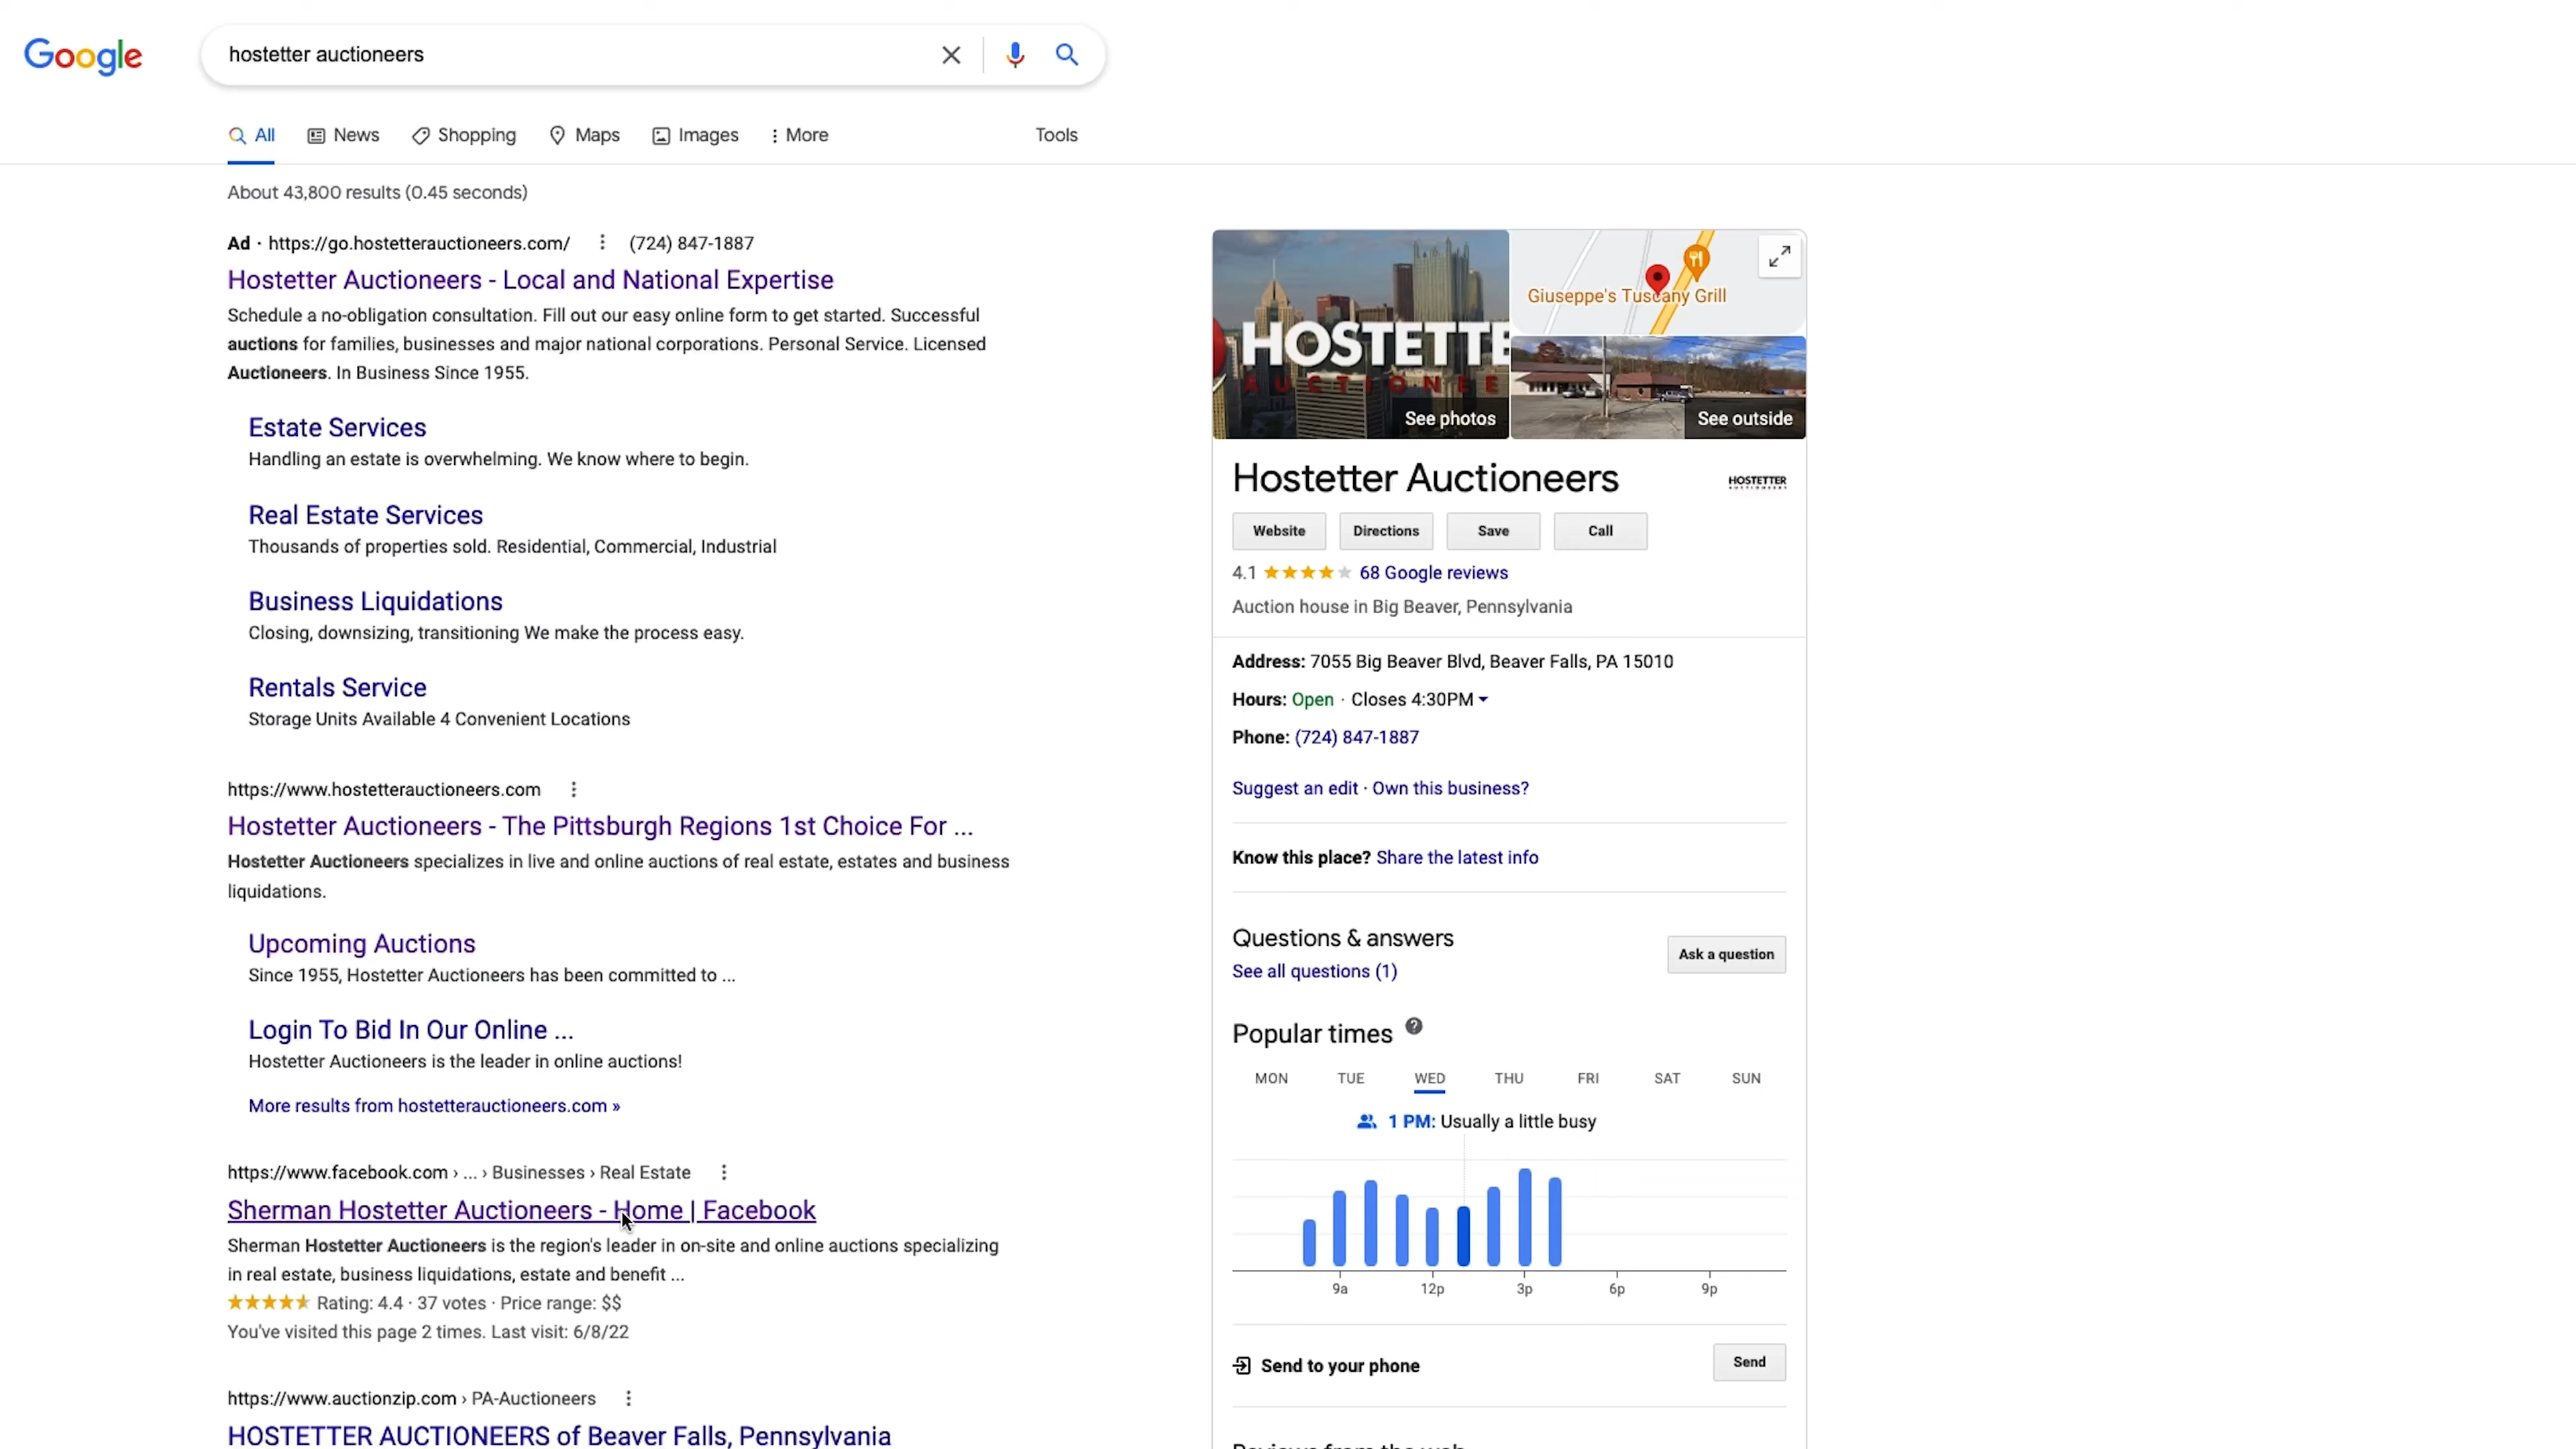 Google
hostetter auctioneers
All
News
Shopping
Maps
Images
More
Tools
About 43,800 results (0.45 seconds)
Ad · https://go.hostetterauctioneers.com/ (724) 847-1887
Hostetter Auctioneers - Local and National Expertise
Schedule a no-obligation consultation. Fill out our easy online form to get started. Successful
auctions for families, businesses and major national corporations. Personal Service. Licensed
Auctioneers. In Business Since 1955.
Estate Services
Handling an estate is overwhelming. We know where to begin.
Real Estate Services
Thousands of properties sold. Residential, Commercial, Industrial
Business Liquidations
Closing, downsizing, transitioning We make the process easy.
Rentals Service
Storage Units Available 4 Convenient Locations
https://www.hostetterauctioneers.com
Hostetter Auctioneers - The Pittsburgh Regions 1st Choice For ...
Hostetter Auctioneers specializes in live and online auctions of real estate, estates and business
liquidations.
Upcoming Auctions
Since 1955, Hostetter Auctioneers has been committed to ...
Login To Bid In Our Online ...
Hostetter Auctioneers is the leader in online auctions!
More results from hostetterauctioneers.com »
https://www.facebook.com › ... › Businesses › Real Estate
Sherman Hostetter Auctioneers - Home | Facebook
Sherman Hostetter Auctioneers is the region's leader in on-site and online auctions specializing
in real estate, business liquidations, estate and benefit ...
Rating: 4.4 · 37 votes · Price range: $$
You've visited this page 2 times. Last visit: 6/8/22
https://www.auctionzip.com › PA-Auctioneers
HOSTETTER AUCTIONEERS of Beaver Falls, Pennsylvania
HOSTETTE
AUCTIONEE
See photos
Giuseppe's Tuscany Grill
See outside
Hostetter Auctioneers
HOSTETTER
Website
Directions
Save
Call
4.1 68 Google reviews
Auction house in Big Beaver, Pennsylvania
Address: 7055 Big Beaver Blvd, Beaver Falls, PA 15010
Hours: Open · Closes 4:30PM
Phone: (724) 847-1887
Suggest an edit · Own this business?
Know this place? Share the latest info
Questions & answers
See all questions (1)
Ask a question
Popular times ?
MON TUE WED THU FRI SAT SUN
1 PM: Usually a little busy
9a 12p 3p 6p 9p
Send to your phone
Send
Reviews from the web